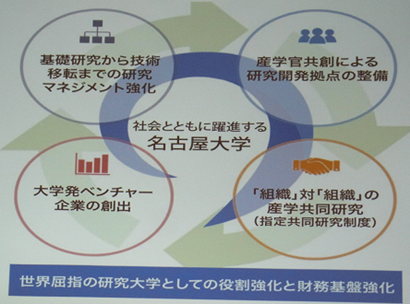 基礎研究から技術
移転までの研究
マネジメント強化
産学官共創による
研究開発拠点の整備
社会とともに躍進する
名古屋大学
大学発ベンチャー
企業の創出
「組織」対「組織」の
産学共同研究
(指定共同研究制度)
世界屈指の研究大学としての役割強化と財務基盤強化